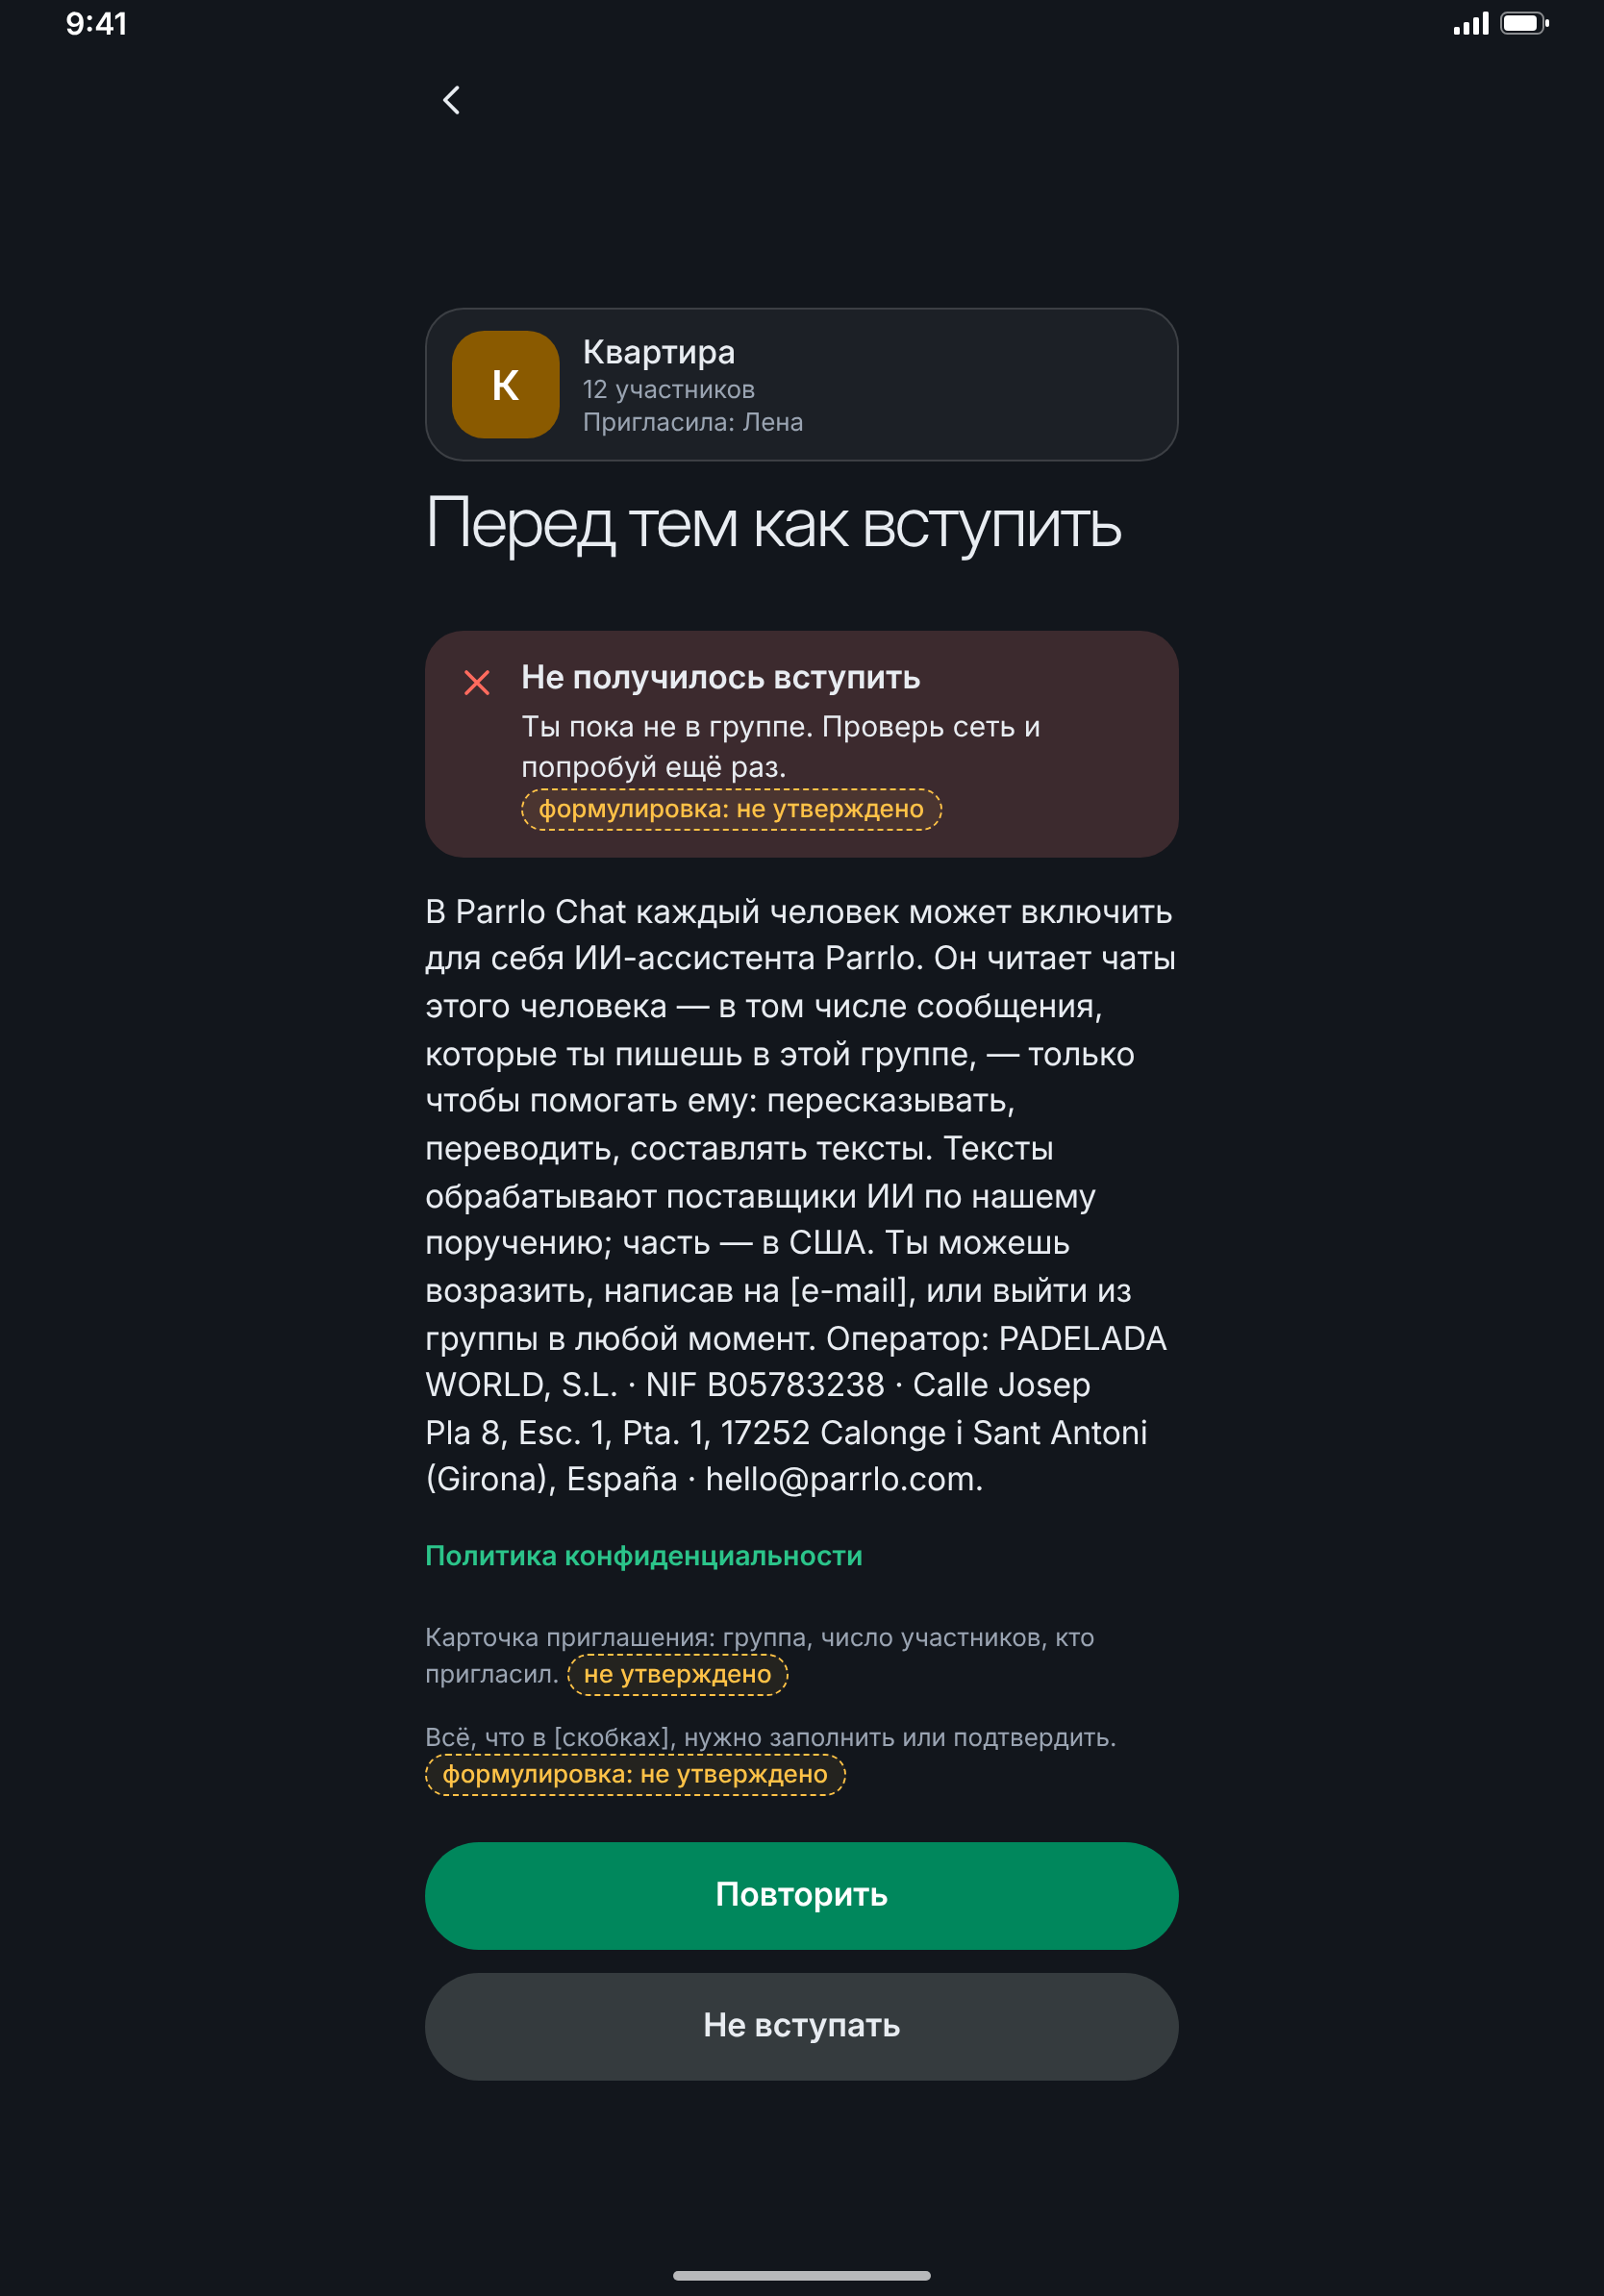 9:41
К
Квартира
12 участников
Пригласила: Лена
Перед тем как вступить
Не получилось вступить
Ты пока не в группе. Проверь сеть и
попробуй ещё раз.
формулировка: не утверждено
В Parrlo Chat каждый человек может включить
для себя ИИ-ассистента Parrlo. Он читает чаты
этого человека — в том числе сообщения,
которые ты пишешь в этой группе, — только
чтобы помогать ему: пересказывать,
переводить, составлять тексты. Тексты
обрабатывают поставщики ИИ по нашему
поручению; часть — в США. Ты можешь
возразить, написав на [e-mail], или выйти из
группы в любой момент. Оператор: PADELADA
WORLD, S.L. · NIF B05783238 · Calle Josep
Pla 8, Esc. 1, Pta. 1, 17252 Calonge i Sant Antoni
(Girona), España · hello@parrlo.com.
Политика конфиденциальности
Карточка приглашения: группа, число участников, кто
пригласил. не утверждено
Всё, что в [скобках], нужно заполнить или подтвердить.
формулировка: не утверждено
Повторить
Не вступать